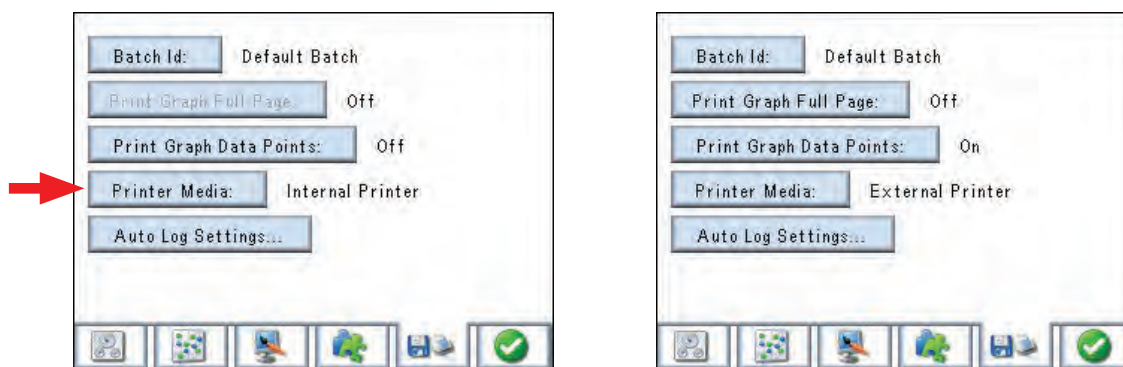 Batch Id: Default Batch
Print Graph Full Page: Off
Print Graph Data Points: Off
Printer Media: Internal Printer
Auto Log Settings...
Batch Id: Default Batch
Print Graph Full Page: Off
Print Graph Data Points: On
Printer Media: External Printer
Auto Log Settings...